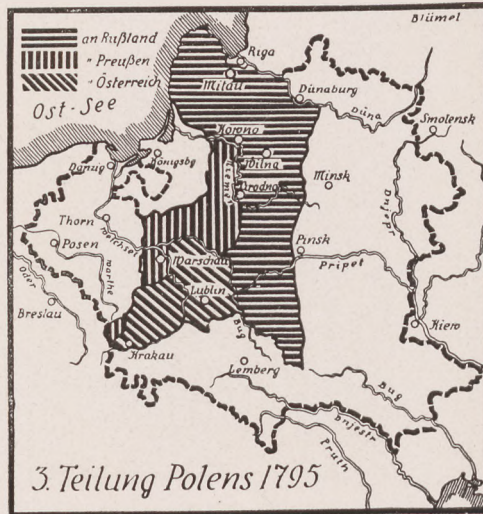 Blümel
an Rußland
" Preußen
" Österreich
Ost-See
Riga
Mitau
Dünaburg
Düna
Smolensk
Kowno
Wilna
Königsbg
Danzig
Njemen
Grodno
Minsk
Dnjepr
Thorn
Weichsel
Posen
Warthe
Warschau
Pinsk
Pripet
Oder
Lublin
Breslau
Bug
Kiew
Krakau
Lemberg
Bug
Dnjestr
Pruth
3. Teilung Polens 1795